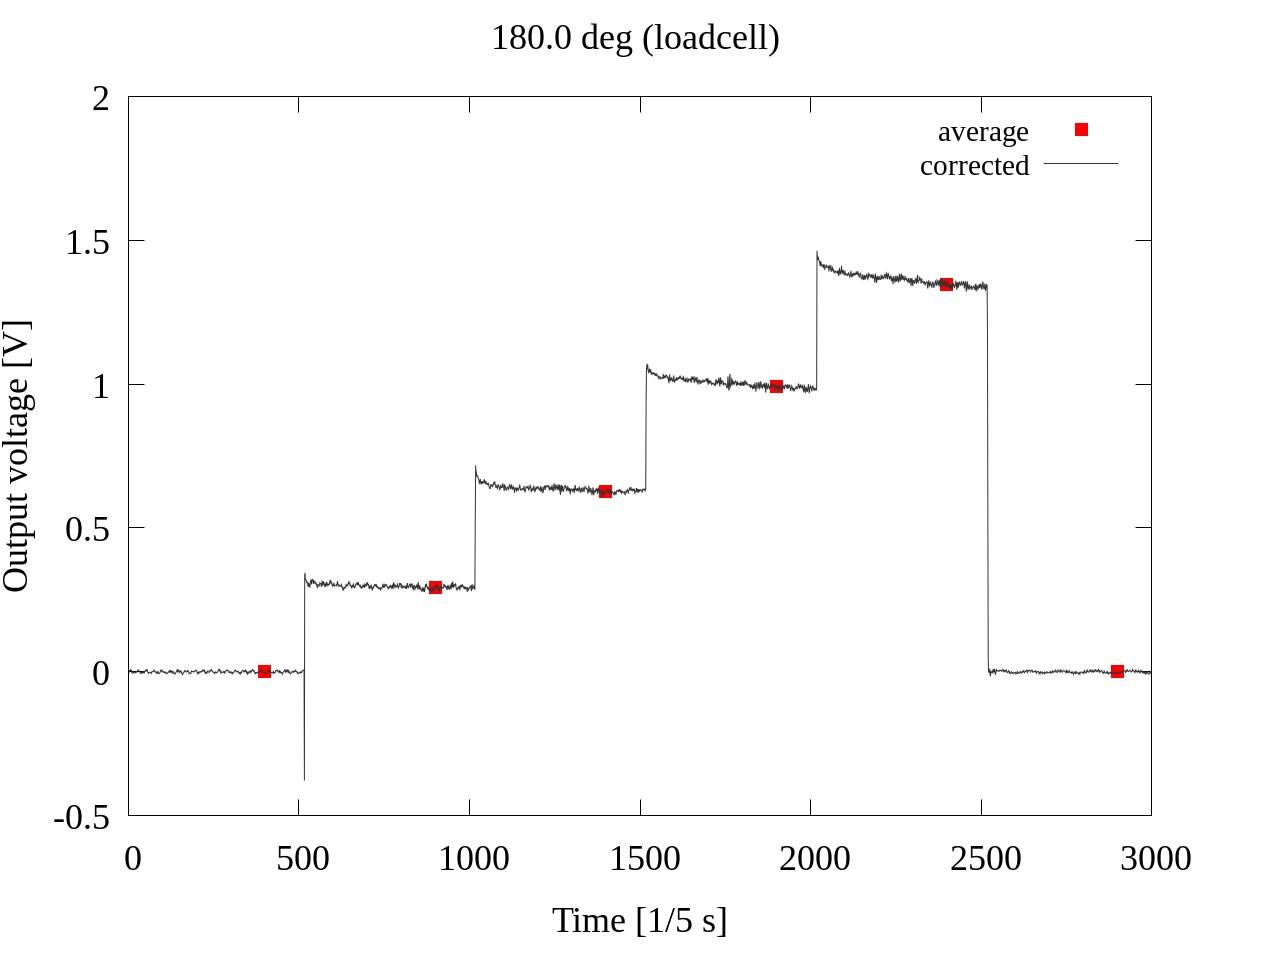 180.0 deg (loadcell)
average
corrected
2
1.5
1
0.5
0
-0.5
Output voltage [V]
0 500 1000 1500 2000 2500 3000
Time [1/5 s]